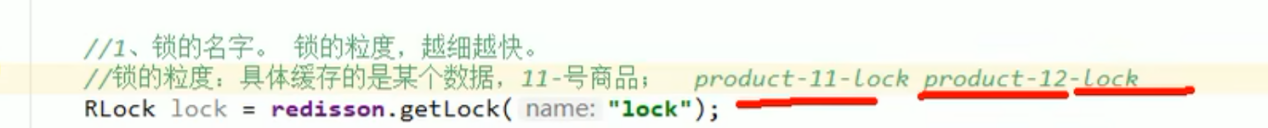 //1、锁的名字。 锁的粒度，越细越快。
//锁的粒度：具体缓存的是某个数据，11-号商品； product-11-lock product-12-lock
RLock lock = redisson.getLock( name: "lock");